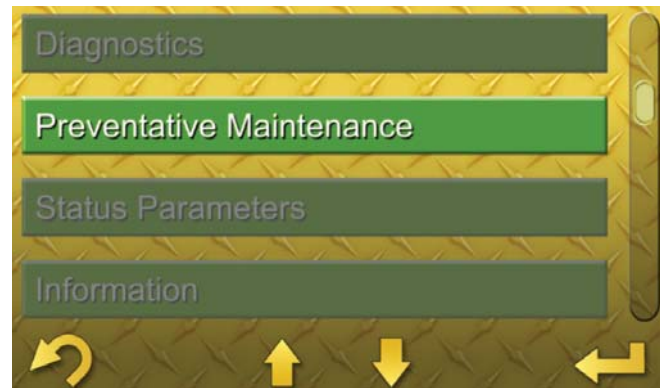 Diagnostics
Preventative Maintenance
Status Parameters
Information